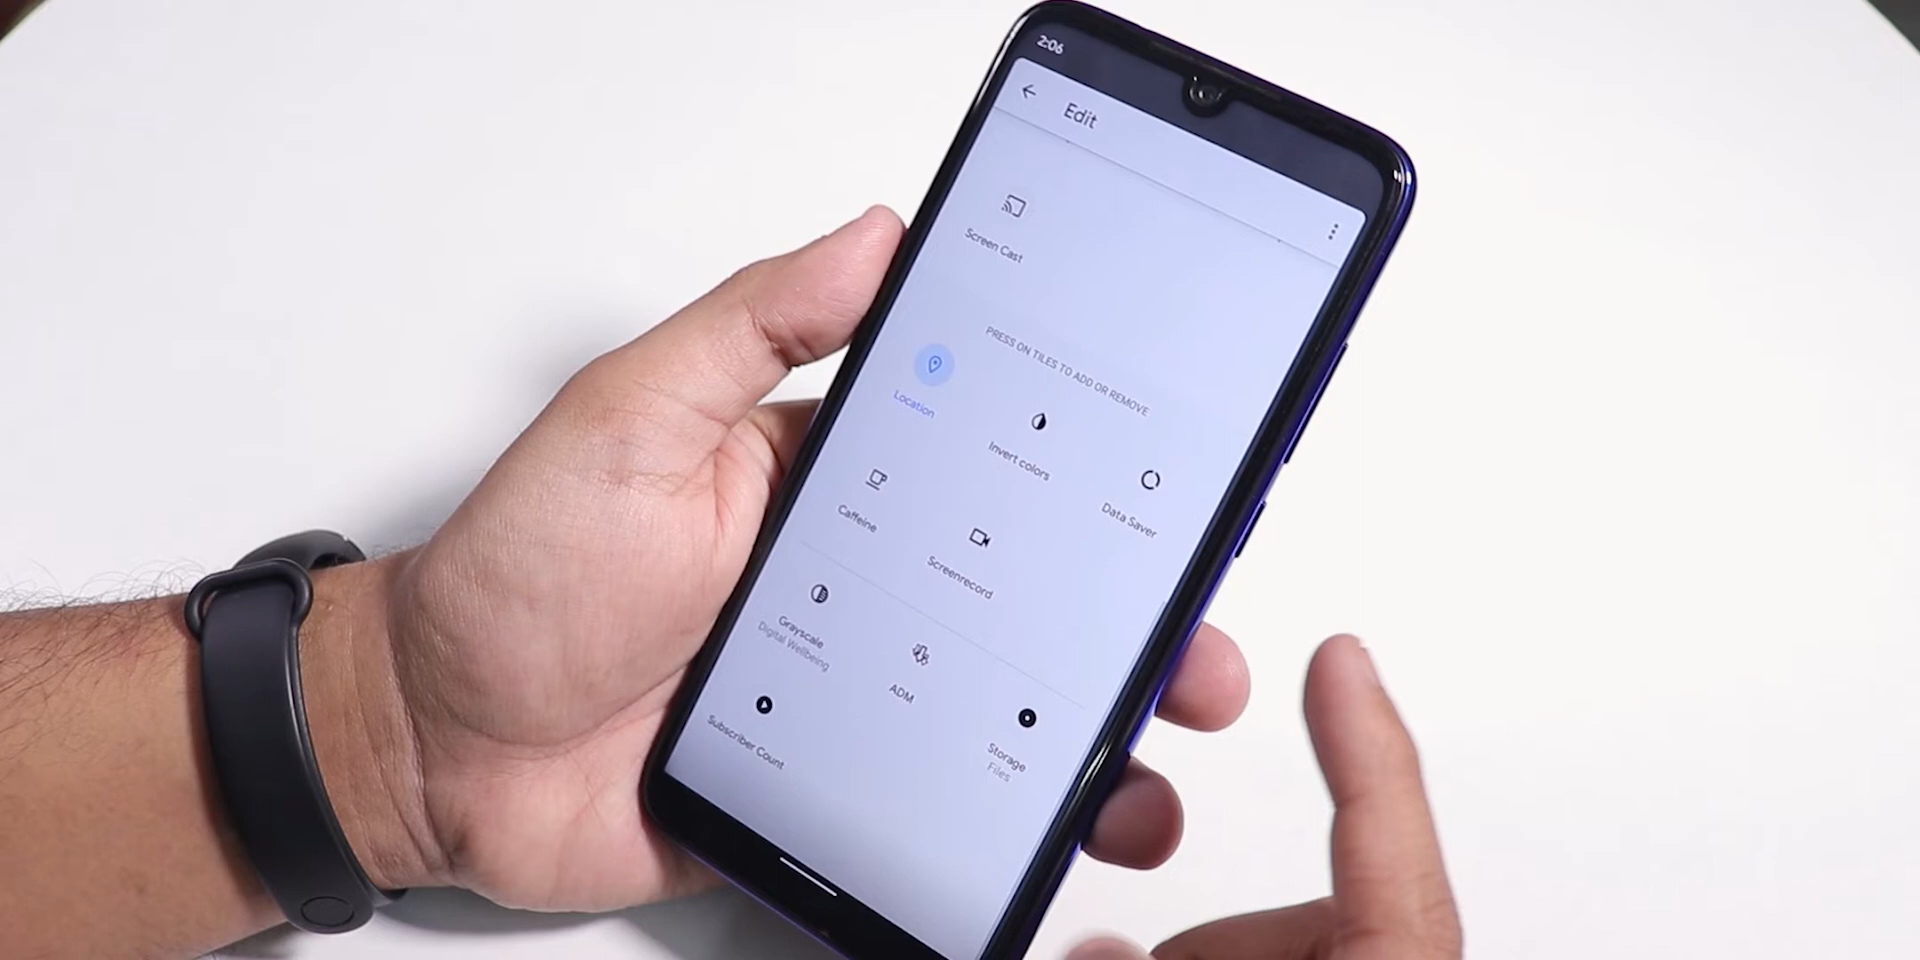 2:06
Edit
Screen Cast
PRESS ON TILES TO ADD OR REMOVE
Location
Invert colors
Data Saver
Caffeine
Screenrecord
Grayscale
Digital Wellbeing
ADM
Storage
Files
Subscriber Count